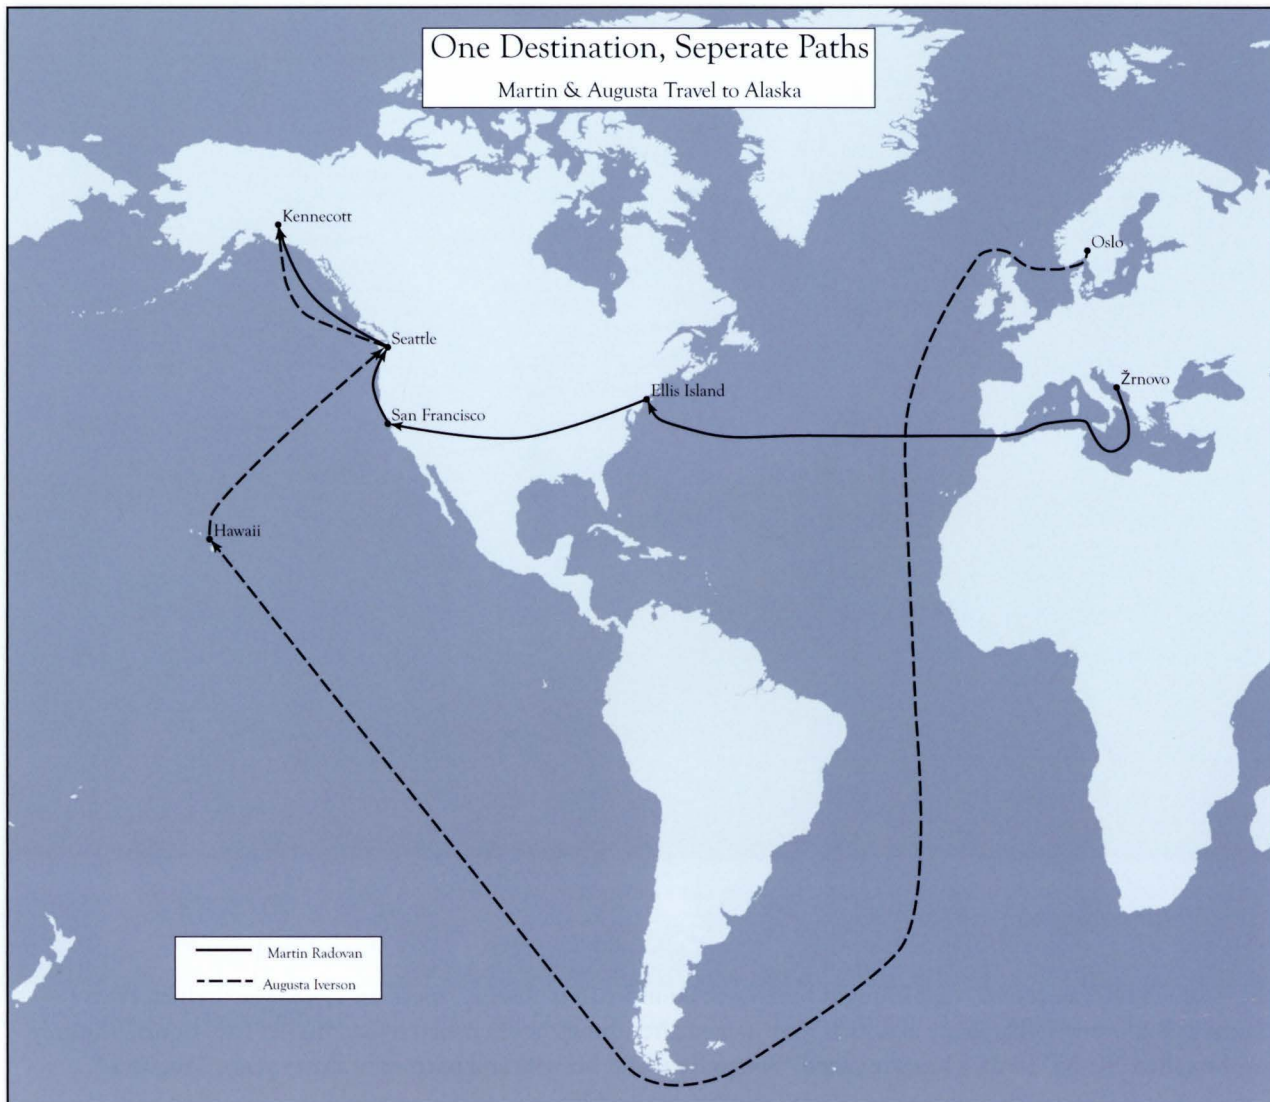 One Destination, Seperate Paths
Martin & Augusta Travel to Alaska
Kennecott
Oslo
Seattle
Žrnovo
Ellis Island
San Francisco
Hawaii
Martin Radovan
Augusta Iverson